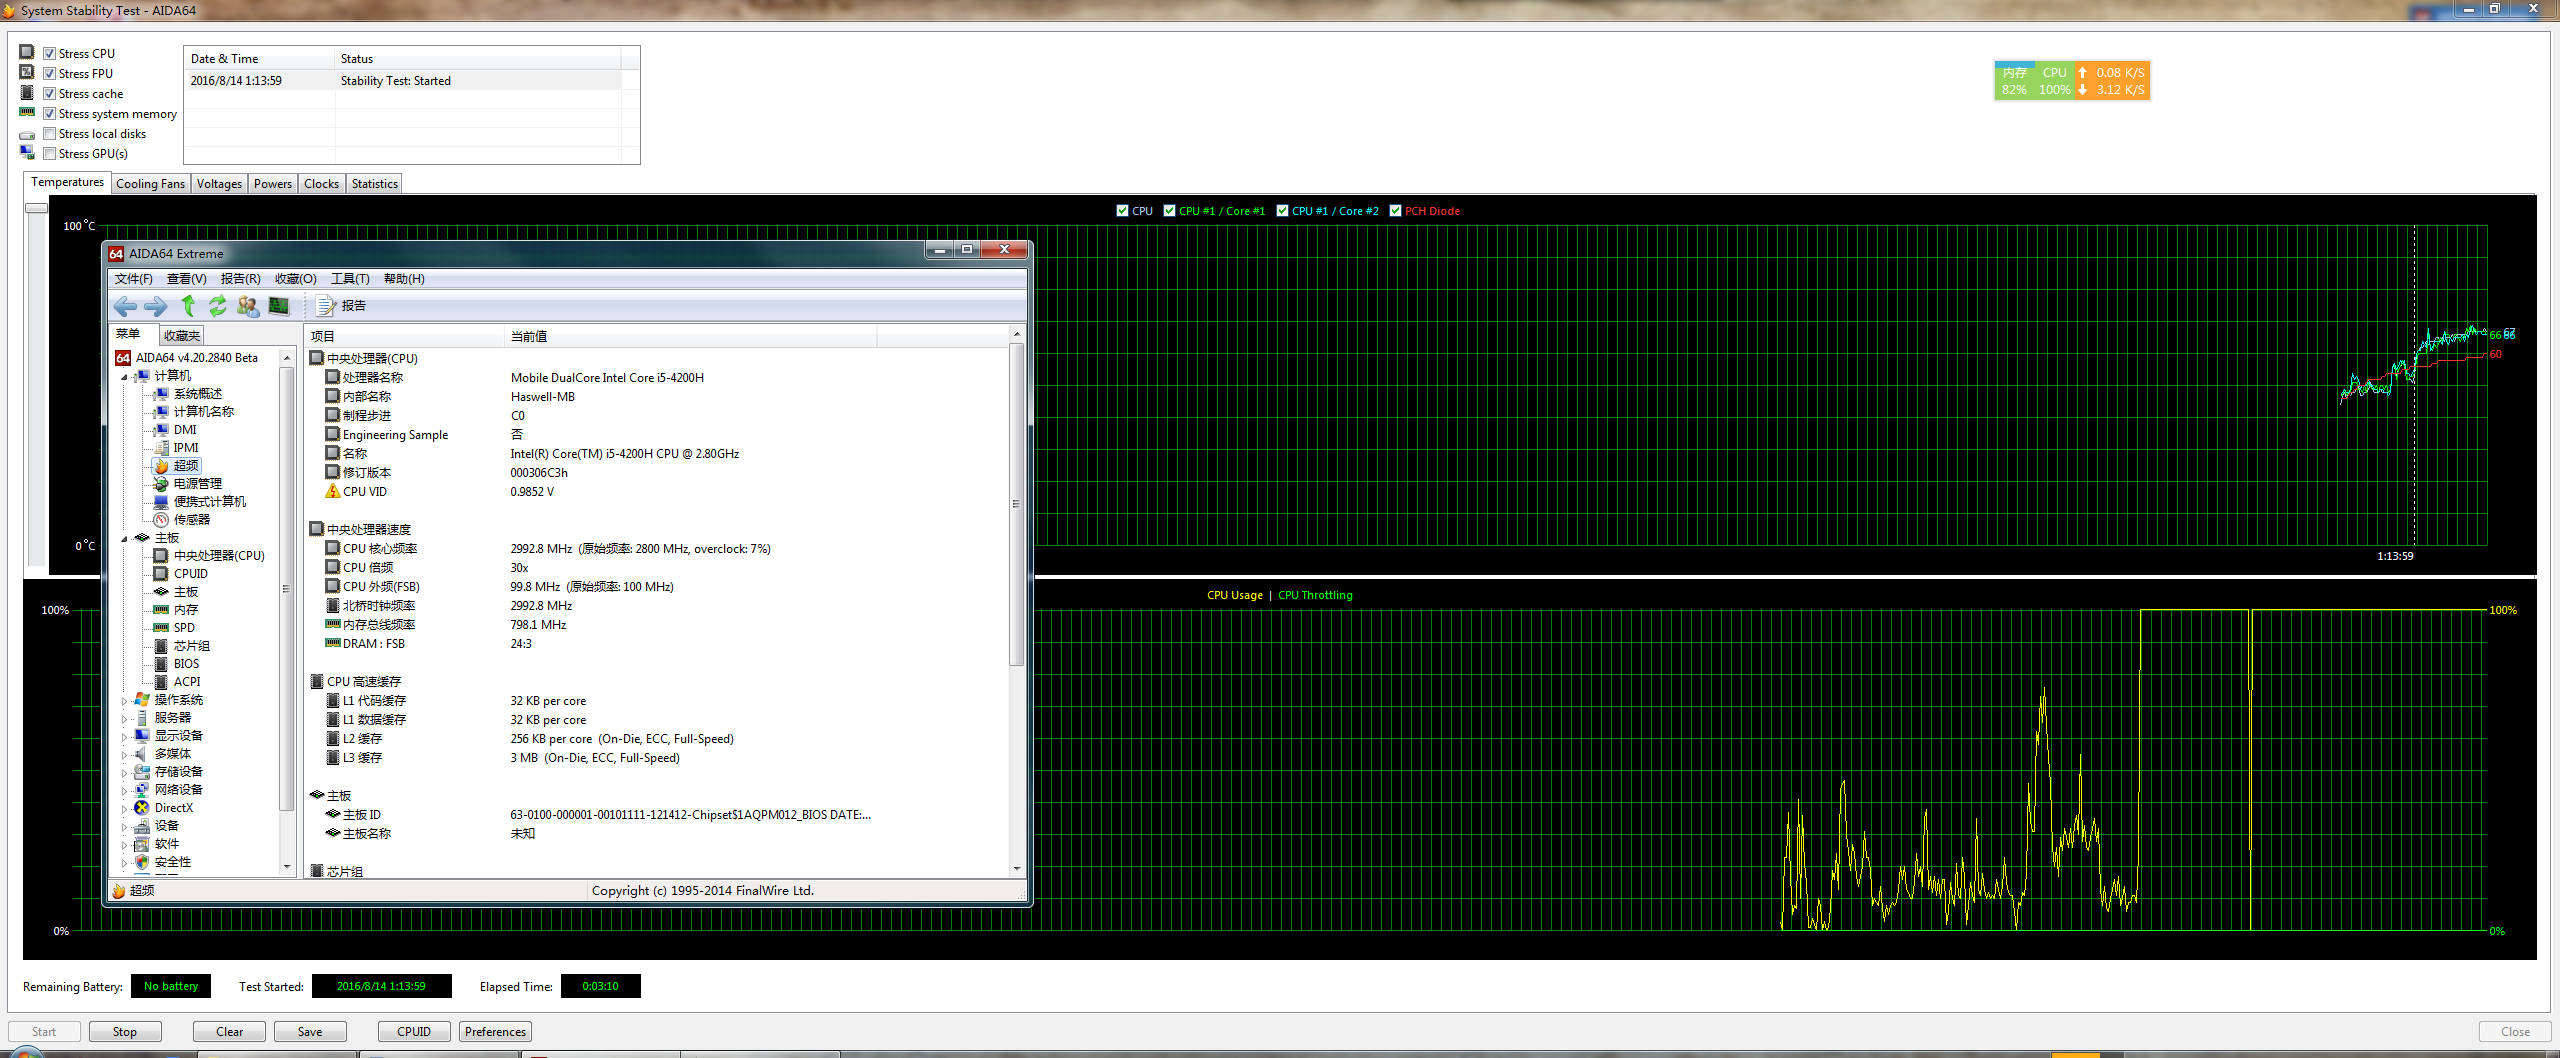 System Stability Test - AIDA64
Stress CPU
Stress FPU
Stress cache
Stress system memory
Stress local disks
Stress GPU(s)
Date & Time Status
2016/8/14 1:13:59 Stability Test: Started
内存 CPU 0.08 K/S
82% 100% 3.12 K/S
Temperatures Cooling Fans Voltages Powers Clocks Statistics
CPU CPU #1 / Core #1 CPU #1 / Core #2 PCH Diode
100°C
0°C
67
66
66
60
1:13:59
AIDA64 Extreme
文件(F) 查看(V) 报告(R) 收藏(O) 工具(T) 帮助(H)
报告
菜单 收藏夹
AIDA64 v4.20.2840 Beta
计算机
系统概述
计算机名称
DMI
IPMI
超频
电源管理
便携式计算机
传感器
主板
中央处理器(CPU)
CPUID
主板
内存
SPD
芯片组
BIOS
ACPI
操作系统
服务器
显示设备
多媒体
存储设备
网络设备
DirectX
设备
软件
安全性
项目 当前值
中央处理器(CPU)
处理器名称 Mobile DualCore Intel Core i5-4200H
内部名称 Haswell-MB
制程步进 C0
Engineering Sample 否
名称 Intel(R) Core(TM) i5-4200H CPU @ 2.80GHz
修订版本 000306C3h
CPU VID 0.9852 V
中央处理器速度
CPU 核心频率 2992.8 MHz (原始频率: 2800 MHz, overclock: 7%)
CPU 倍频 30x
CPU 外频(FSB) 99.8 MHz (原始频率: 100 MHz)
北桥时钟频率 2992.8 MHz
内存总线频率 798.1 MHz
DRAM : FSB 24:3
CPU 高速缓存
L1 代码缓存 32 KB per core
L1 数据缓存 32 KB per core
L2 缓存 256 KB per core (On-Die, ECC, Full-Speed)
L3 缓存 3 MB (On-Die, ECC, Full-Speed)
主板
主板 ID 63-0100-000001-00101111-121412-Chipset$1AQPM012_BIOS DATE:...
主板名称 未知
芯片组
超频 Copyright (c) 1995-2014 FinalWire Ltd.
CPU Usage | CPU Throttling
100% 100%
0% 0%
Remaining Battery: No battery Test Started: 2016/8/14 1:13:59 Elapsed Time: 0:03:10
Start Stop Clear Save CPUID Preferences Close